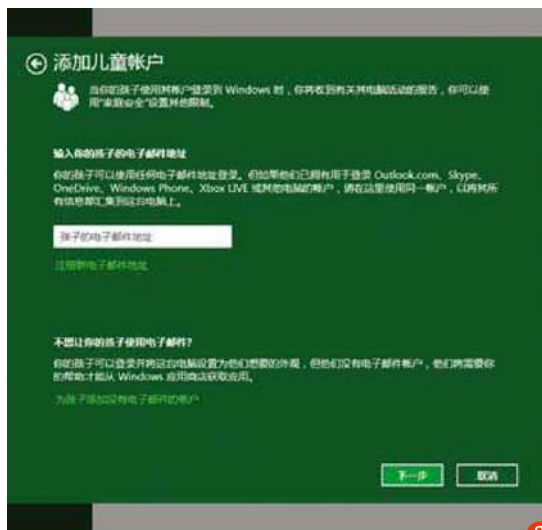 添加儿童帐户
当你的孩子使用其帐户登录到 Windows 时，你将收到有关其电脑活动的报告，你可以使
用“家庭安全”设置其他限制。
输入你的孩子的电子邮件地址
你的孩子可以使用任何电子邮件地址登录。但如果他们已拥有用于登录 Outlook.com、Skype、
OneDrive、Windows Phone、Xbox LIVE 或其他电脑的帐户，请在这里使用同一帐户，以将其所
有信息都汇集到这台电脑上。
孩子的电子邮件地址
注册新电子邮件地址
不想让你的孩子使用电子邮件?
你的孩子可以登录并将这台电脑设置为他们想要的外观，但他们没有电子邮件帐户，他们将需要你
的帮助才能从 Windows 应用商店获取应用。
为孩子添加没有电子邮件的帐户
下一步
取消